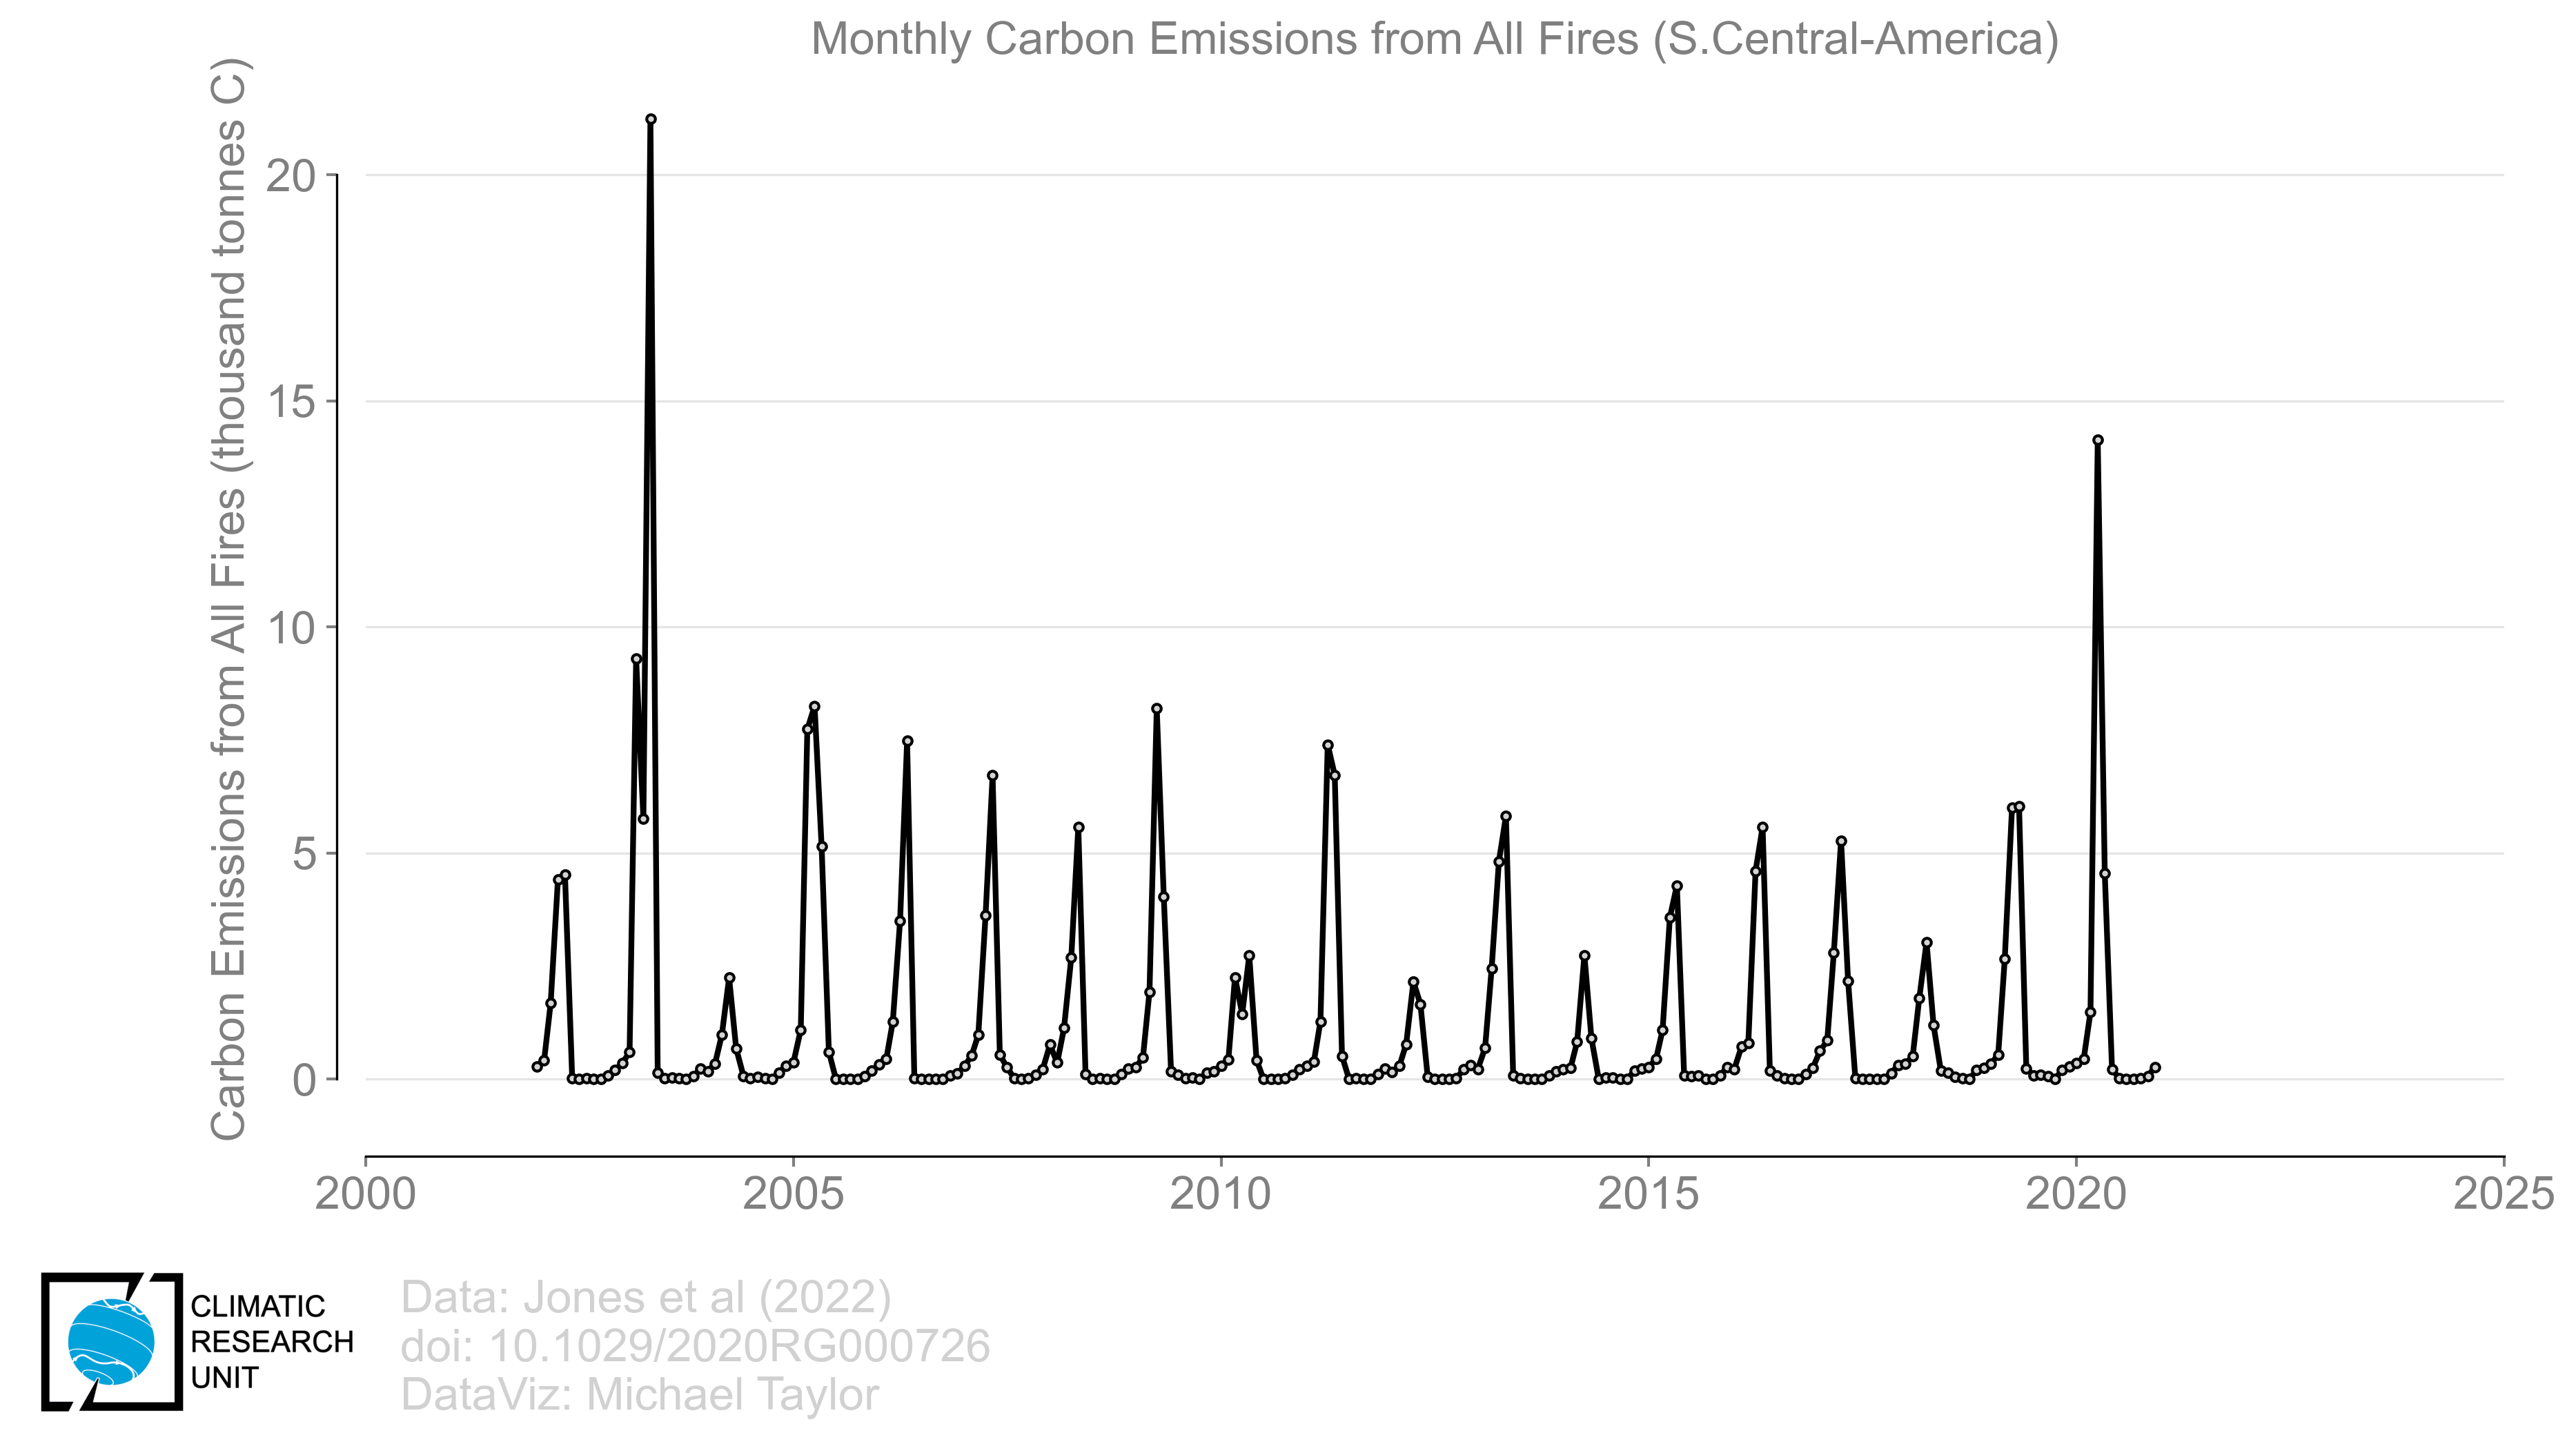 Monthly Carbon Emissions from All Fires (S.Central-America)
Carbon Emissions from All Fires (thousand tonnes C)
20
15
10
5
0
2000
2005
2010
2015
2020
2025
CLIMATIC
RESEARCH
UNIT
Data: Jones et al (2022)
doi: 10.1029/2020RG000726
DataViz: Michael Taylor